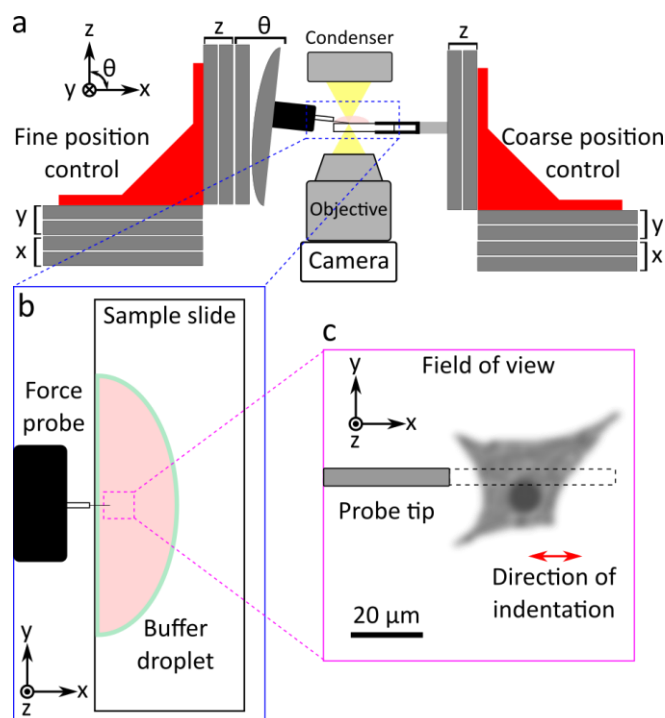 a
z
θ
Condenser
z
z
θ
y
x
Fine position
control
Coarse position
control
Objective
Camera
y
x
y
x
b
Sample slide
Force
probe
Buffer
droplet
y
z
x
c
Field of view
y
z
x
Probe tip
Direction of
indentation
20 μm